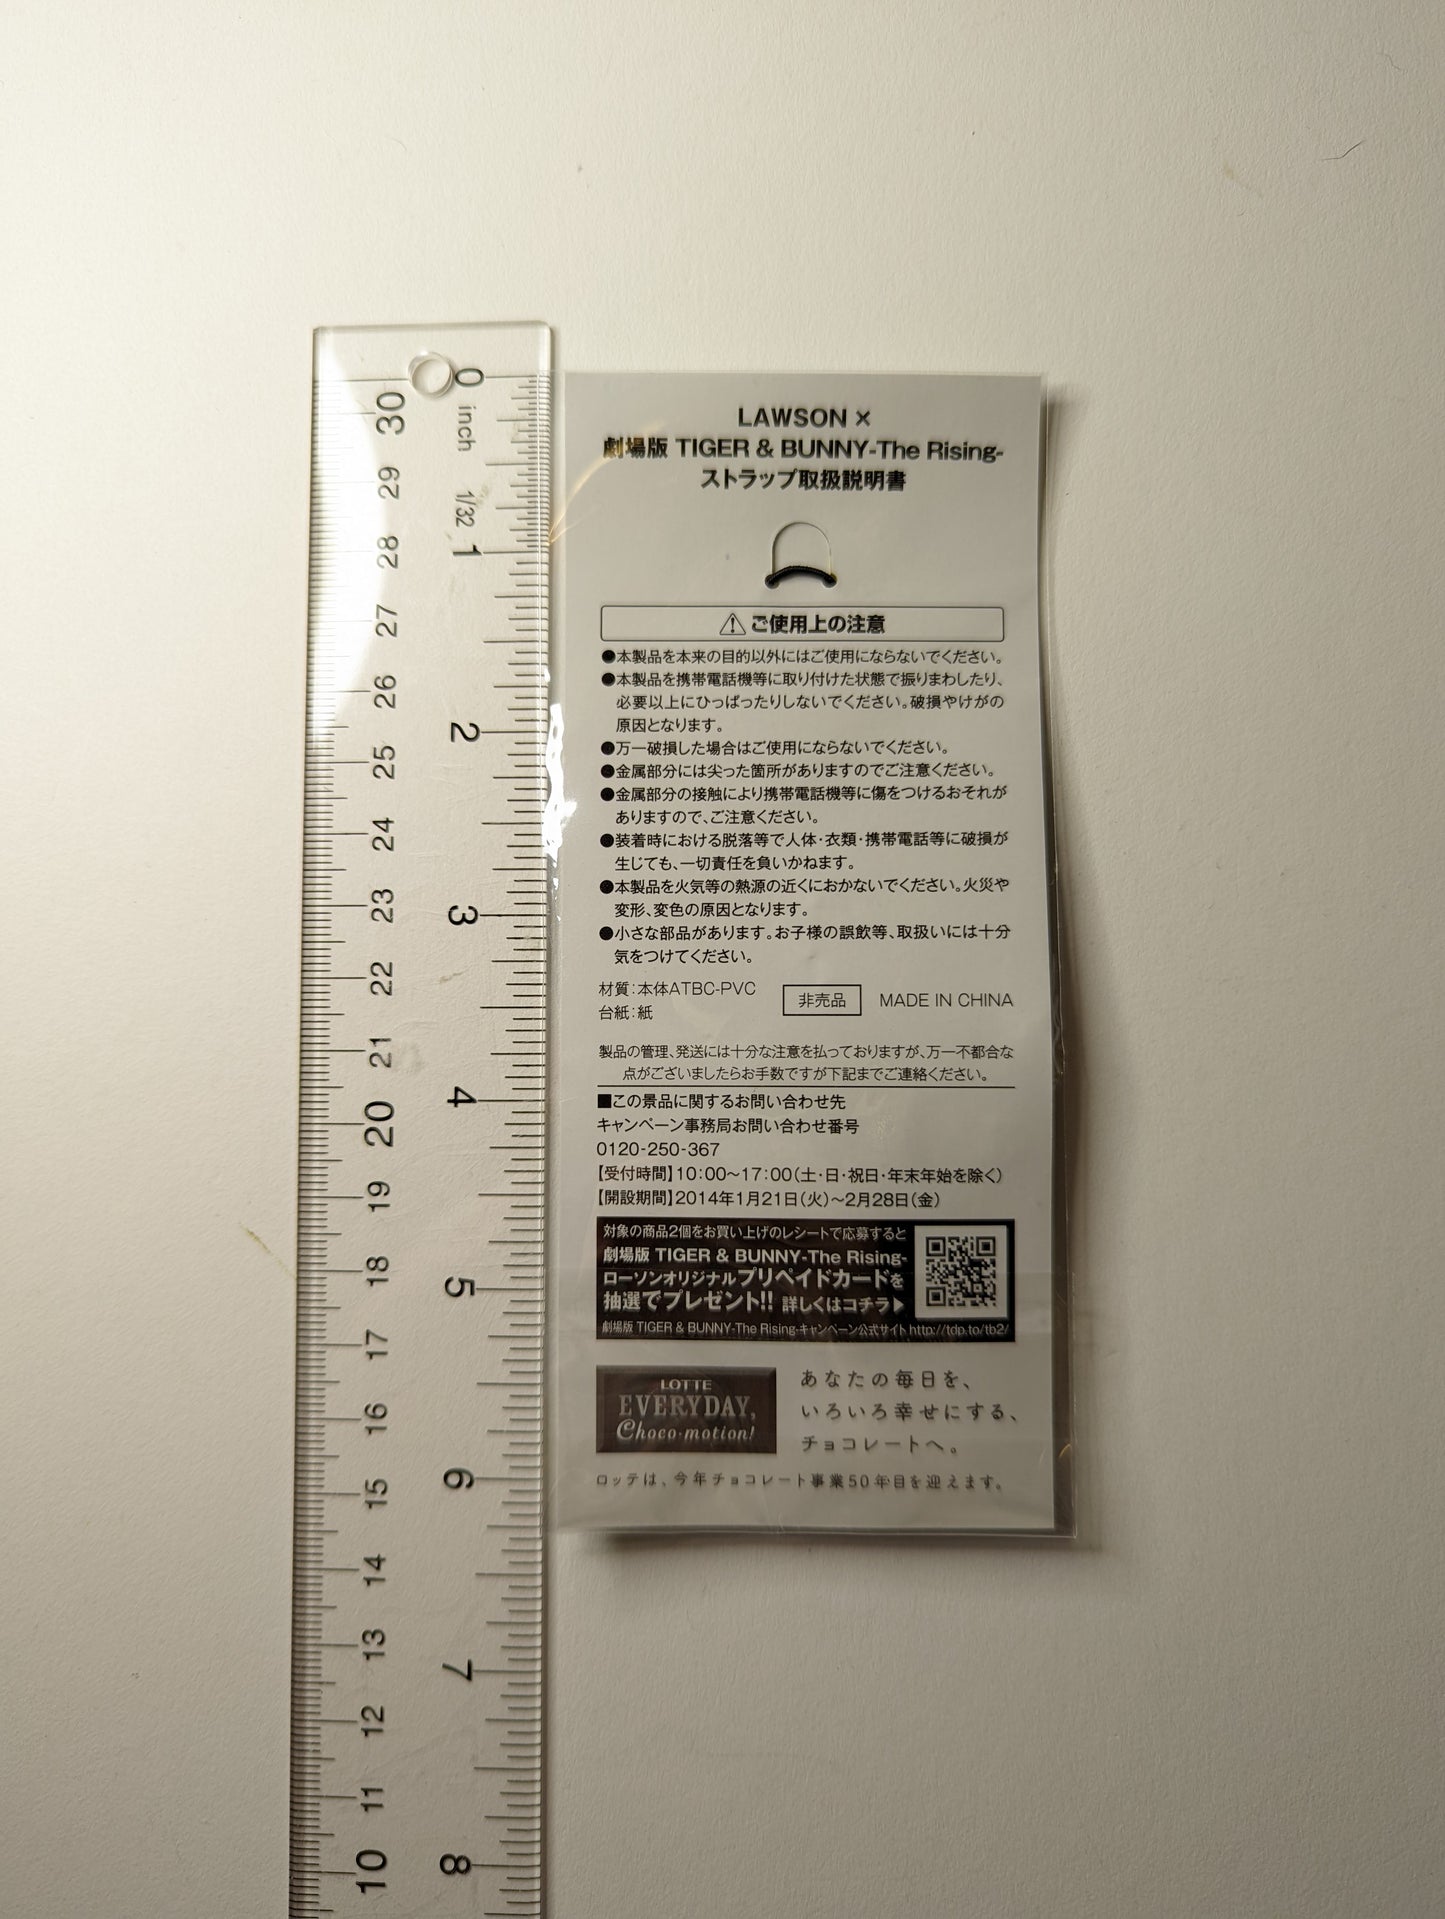 0
inch
1/32
1
2
3
4
5
6
7
8
30
29
28
27
26
25
24
23
22
21
20
19
18
17
16
15
14
13
12
11
10
LAWSON ×
劇場版 TIGER & BUNNY-The Rising-
ストラップ取扱説明書
⚠ご使用上の注意
●本製品を本来の目的以外にはご使用にならないでください。
●本製品を携帯電話機等に取り付けた状態で振りまわしたり、
必要以上にひっぱったりしないでください。破損やけがの
原因となります。
●万一破損した場合はご使用にならないでください。
●金属部分には尖った箇所がありますのでご注意ください。
●金属部分の接触により携帯電話機等に傷をつけるおそれが
ありますので、ご注意ください。
●装着時における脱落等で人体・衣類・携帯電話等に破損が
生じても、一切責任を負いかねます。
●本製品を火気等の熱源の近くにおかないでください。火災や
変形、変色の原因となります。
●小さな部品があります。お子様の誤飲等、取扱いには十分
気をつけてください。
材質:本体ATBC-PVC
台紙:紙
非売品
MADE IN CHINA
製品の管理、発送には十分な注意を払っておりますが、万一不都合な
点がございましたらお手数ですが下記までご連絡ください。
■この景品に関するお問い合わせ先
キャンペーン事務局お問い合わせ番号
0120-250-367
【受付時間】10:00〜17:00(土・日・祝日・年末年始を除く)
【開設期間】2014年1月21日(火)〜2月28日(金)
対象の商品2個をお買い上げのレシートで応募すると
劇場版 TIGER & BUNNY-The Rising-
ローソンオリジナルプリペイドカードを
抽選でプレゼント!! 詳しくはコチラ▶
劇場版 TIGER & BUNNY-The Rising-キャンペーン公式サイト http://tdp.to/tb2/
LOTTE
EVERYDAY,
Choco-motion!
あなたの毎日を、
いろいろ幸せにする、
チョコレートへ。
ロッテは、今年チョコレート事業50年目を迎えます。